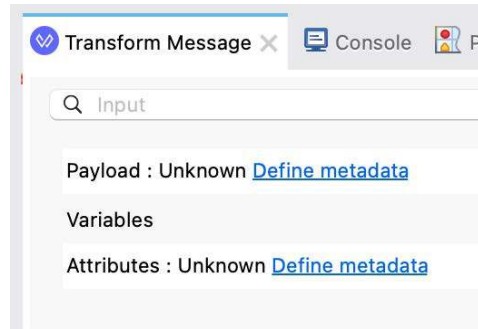 Transform Message Console P
Input
Payload : Unknown Define metadata
Variables
Attributes : Unknown Define metadata